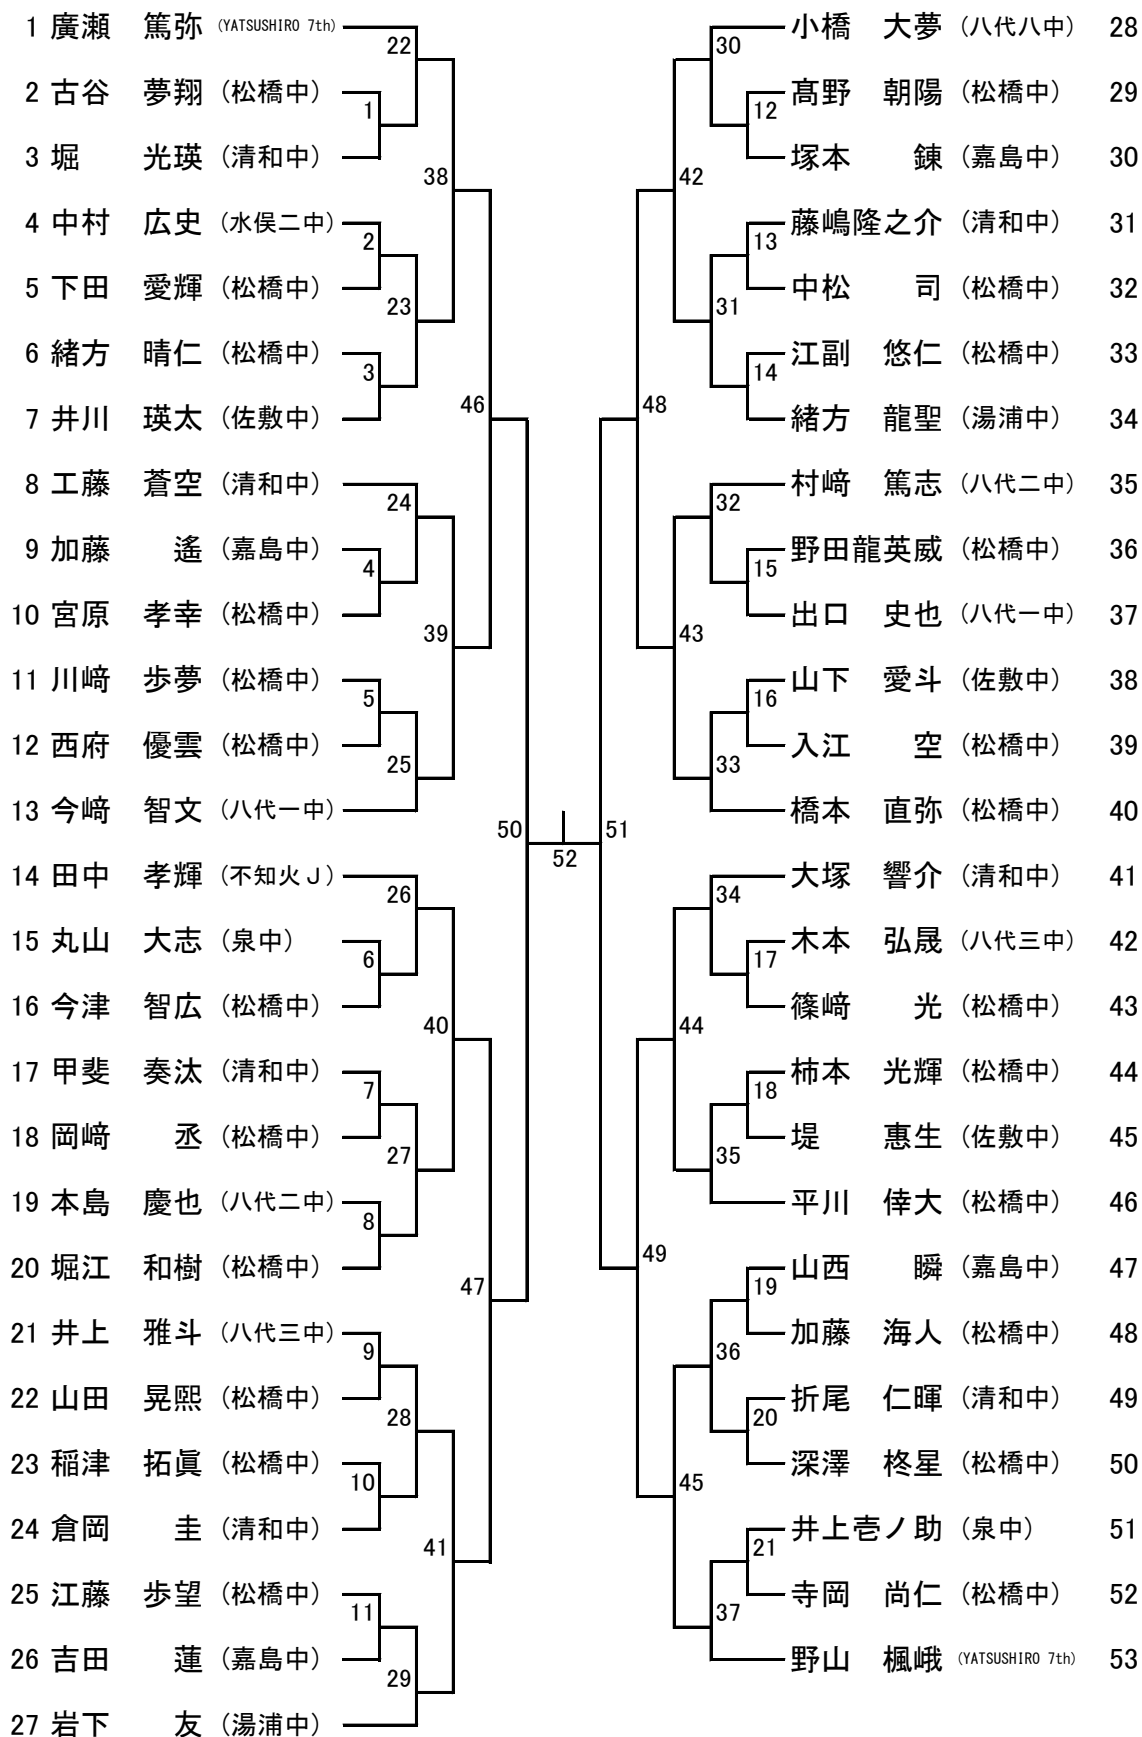 1 廣瀬 篤弥 (YATSUSHIRO 7th)
2 古谷 夢翔 (松橋中)
3 堀 光瑛 (清和中)
4 中村 広史 (水俣二中)
5 下田 愛輝 (松橋中)
6 緒方 晴仁 (松橋中)
7 井川 瑛太 (佐敷中)
8 工藤 蒼空 (清和中)
9 加藤 遙 (嘉島中)
10 宮原 孝幸 (松橋中)
11 川﨑 歩夢 (松橋中)
12 西府 優雲 (松橋中)
13 今﨑 智文 (八代一中)
14 田中 孝輝 (不知火J)
15 丸山 大志 (泉中)
16 今津 智広 (松橋中)
17 甲斐 奏汰 (清和中)
18 岡﨑 丞 (松橋中)
19 本島 慶也 (八代二中)
20 堀江 和樹 (松橋中)
21 井上 雅斗 (八代三中)
22 山田 晃熙 (松橋中)
23 稲津 拓眞 (松橋中)
24 倉岡 圭 (清和中)
25 江藤 歩望 (松橋中)
26 吉田 蓮 (嘉島中)
27 岩下 友 (湯浦中)
22
1
38
2
23
3
46
24
4
39
5
25
50
26
6
40
7
27
8
47
9
28
10
41
11
29
52
51
30
12
42
13
31
14
48
32
15
43
16
33
34
17
44
18
35
49
19
36
20
45
21
37
小橋 大夢 (八代八中) 28
髙野 朝陽 (松橋中) 29
塚本 錬 (嘉島中) 30
藤嶋隆之介 (清和中) 31
中松 司 (松橋中) 32
江副 悠仁 (松橋中) 33
緒方 龍聖 (湯浦中) 34
村﨑 篤志 (八代二中) 35
野田龍英威 (松橋中) 36
出口 史也 (八代一中) 37
山下 愛斗 (佐敷中) 38
入江 空 (松橋中) 39
橋本 直弥 (松橋中) 40
大塚 響介 (清和中) 41
木本 弘晟 (八代三中) 42
篠﨑 光 (松橋中) 43
柿本 光輝 (松橋中) 44
堤 惠生 (佐敷中) 45
平川 倖大 (松橋中) 46
山西 瞬 (嘉島中) 47
加藤 海人 (松橋中) 48
折尾 仁暉 (清和中) 49
深澤 柊星 (松橋中) 50
井上壱ノ助 (泉中) 51
寺岡 尚仁 (松橋中) 52
野山 楓峨 (YATSUSHIRO 7th) 53